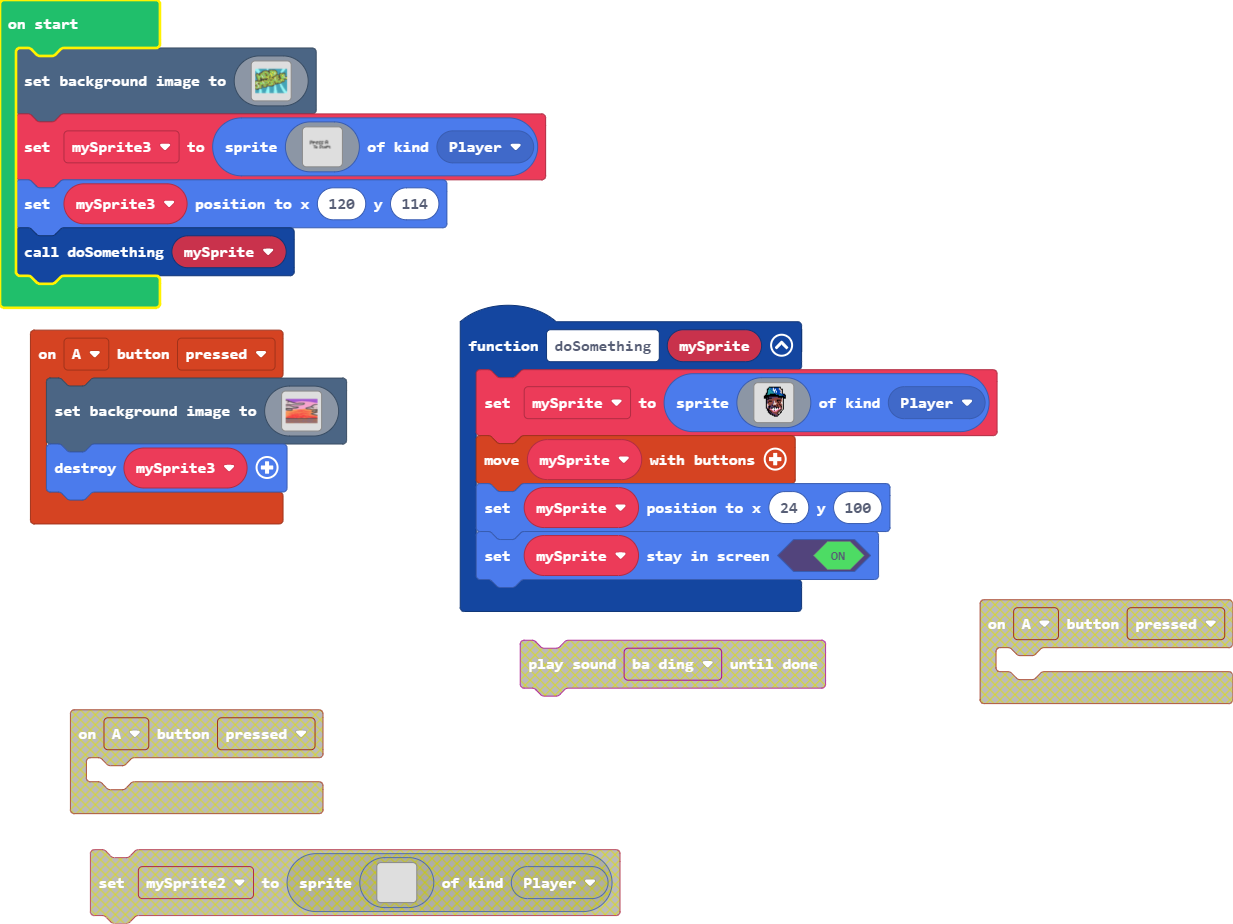 on start
set background image to
set mySprite3 to sprite of kind Player
set mySprite3 position to x 120 y 114
call doSomething mySprite
on A button pressed
set background image to
destroy mySprite3
function doSomething mySprite
set mySprite to sprite of kind Player
move mySprite with buttons
set mySprite position to x 24 y 100
set mySprite stay in screen ON
play sound ba ding until done
on A button pressed
on A button pressed
set mySprite2 to sprite of kind Player